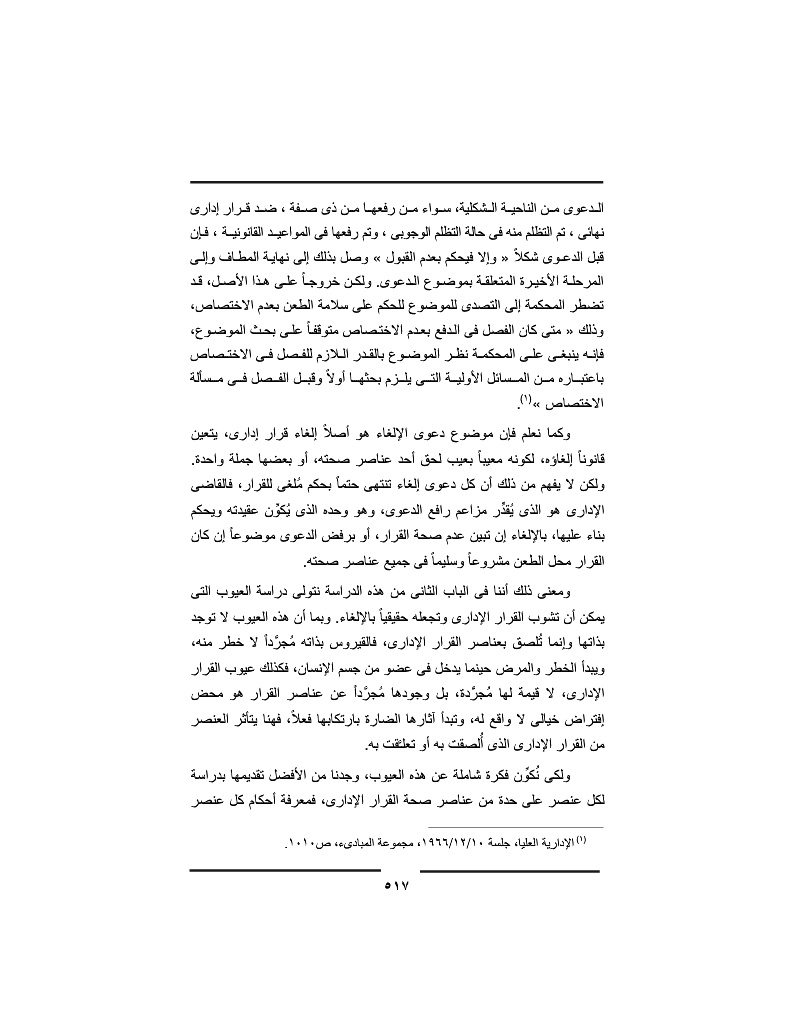 الدعوى من الناحية الشكلية، سواء من رفعها من ذى صفة ، ضد قرار إدارى
نهائى ، تم التظلم منه فى حالة التظلم الوجوبى ، وتم رفعها فى المواعيد القانونية ، فإن
قبل الدعوى شكلاً « وإلا فيحكم بعدم القبول » وصل بذلك إلى نهاية المطاف وإلى
المرحلة الأخيرة المتعلقة بموضوع الدعوى. ولكن خروجاً على هذا الأصل، قد
تضطر المحكمة إلى التصدى للموضوع للحكم على سلامة الطعن بعدم الاختصاص،
وذلك « متى كان الفصل فى الدفع بعدم الاختصاص متوقفاً على بحث الموضوع،
فإنه ينبغى على المحكمة نظر الموضوع بالقدر اللازم للفصل فى الاختصاص
باعتباره من المسائل الأولية التى يلزم بحثها أولاً وقبل الفصل فى مسألة
الاختصاص »(١).
وكما نعلم فإن موضوع دعوى الإلغاء هو أصلاً إلغاء قرار إدارى، يتعين
قانوناً إلغاؤه، لكونه معيباً بعيب لحق أحد عناصر صحته، أو بعضها جملة واحدة.
ولكن لا يفهم من ذلك أن كل دعوى إلغاء تنتهى حتماً بحكم مُلغى للقرار، فالقاضى
الإدارى هو الذى يُقدِّر مزاعم رافع الدعوى، وهو وحده الذى يُكوِّن عقيدته ويحكم
بناء عليها، بالإلغاء إن تبين عدم صحة القرار، أو برفض الدعوى موضوعاً إن كان
القرار محل الطعن مشروعاً وسليماً فى جميع عناصر صحته.
ومعنى ذلك أننا فى الباب الثانى من هذه الدراسة نتولى دراسة العيوب التى
يمكن أن تشوب القرار الإدارى وتجعله حقيقياً بالإلغاء. وبما أن هذه العيوب لا توجد
بذاتها وإنما تُلصق بعناصر القرار الإدارى، فالڤيروس بذاته مُجرَّداً لا خطر منه،
ويبدأ الخطر والمرض حينما يدخل فى عضو من جسم الإنسان، فكذلك عيوب القرار
الإدارى، لا قيمة لها مُجرَّدة، بل وجودها مُجرَّداً عن عناصر القرار هو محض
إفتراض خيالى لا واقع له، وتبدأ آثارها الضارة بارتكابها فعلاً، فهنا يتأثر العنصر
من القرار الإدارى الذى أُلصقت به أو تعلقت به.
ولكى نُكوِّن فكرة شاملة عن هذه العيوب، وجدنا من الأفضل تقديمها بدراسة
لكل عنصر على حدة من عناصر صحة القرار الإدارى، فمعرفة أحكام كل عنصر
(١) الإدارية العليا، جلسة ١٩٦٦/١٢/١٠، مجموعة المبادىء، ص١٠١٠.
٥١٧